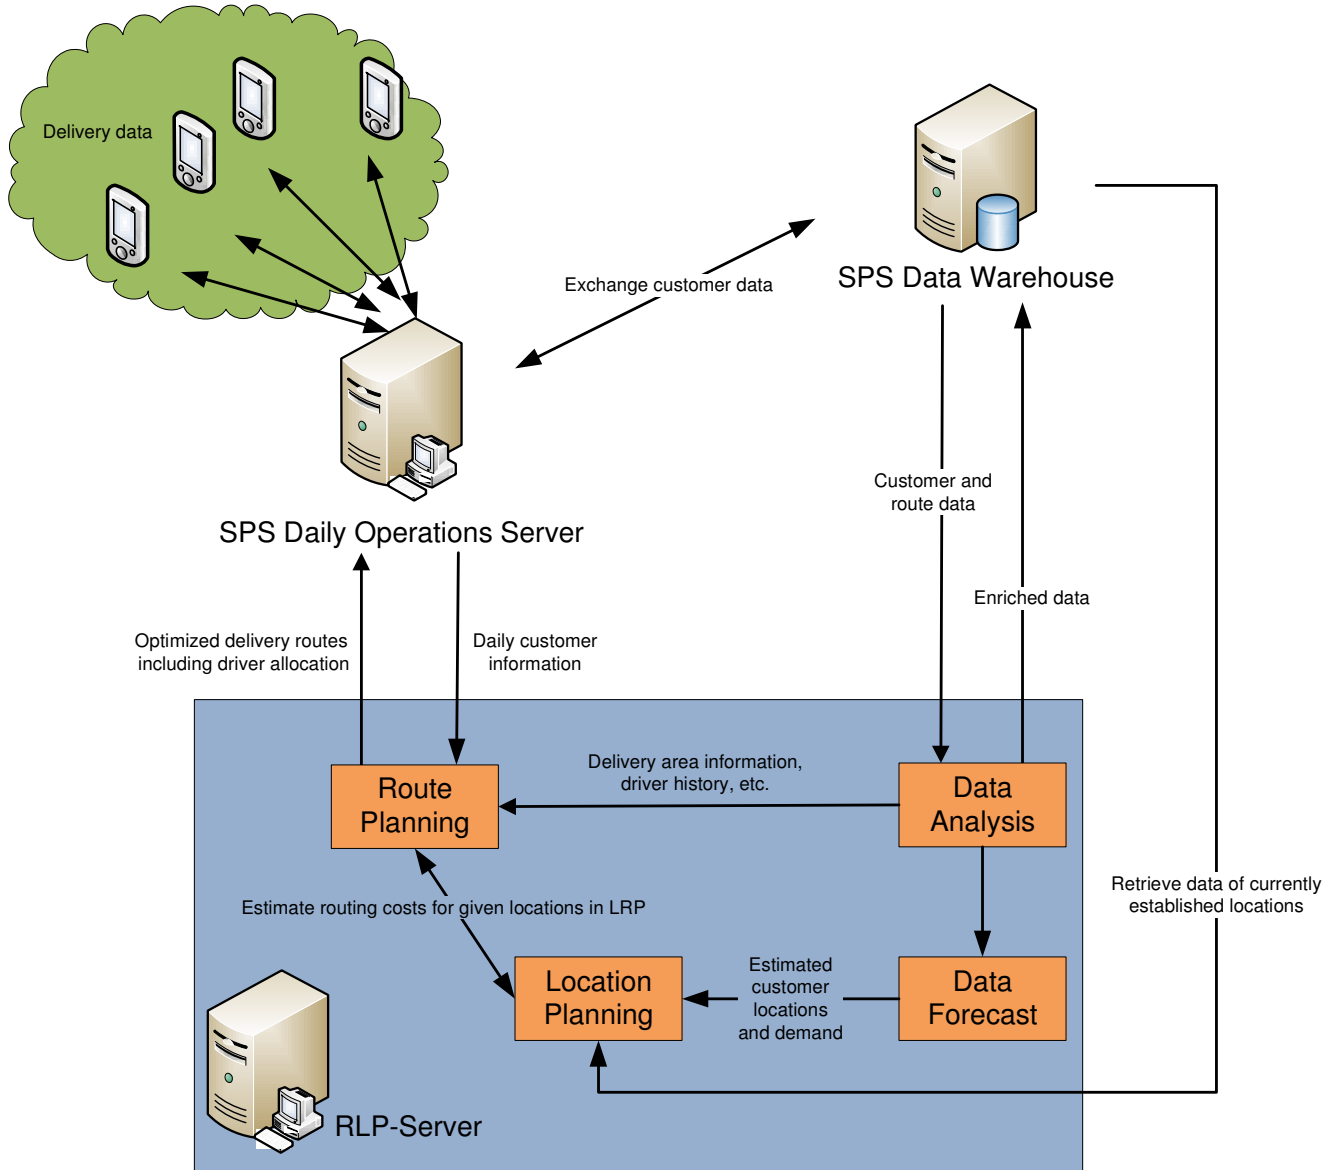 Delivery data
SPS Data Warehouse
Exchange customer data
Customer and
route data
SPS Daily Operations Server
Enriched data
Optimized delivery routes
including driver allocation
Daily customer
information
Delivery area information,
driver history, etc.
Route
Planning
Data
Analysis
Retrieve data of currently
established locations
Estimate routing costs for given locations in LRP
Location
Planning
Estimated
customer
locations
and demand
Data
Forecast
RLP-Server